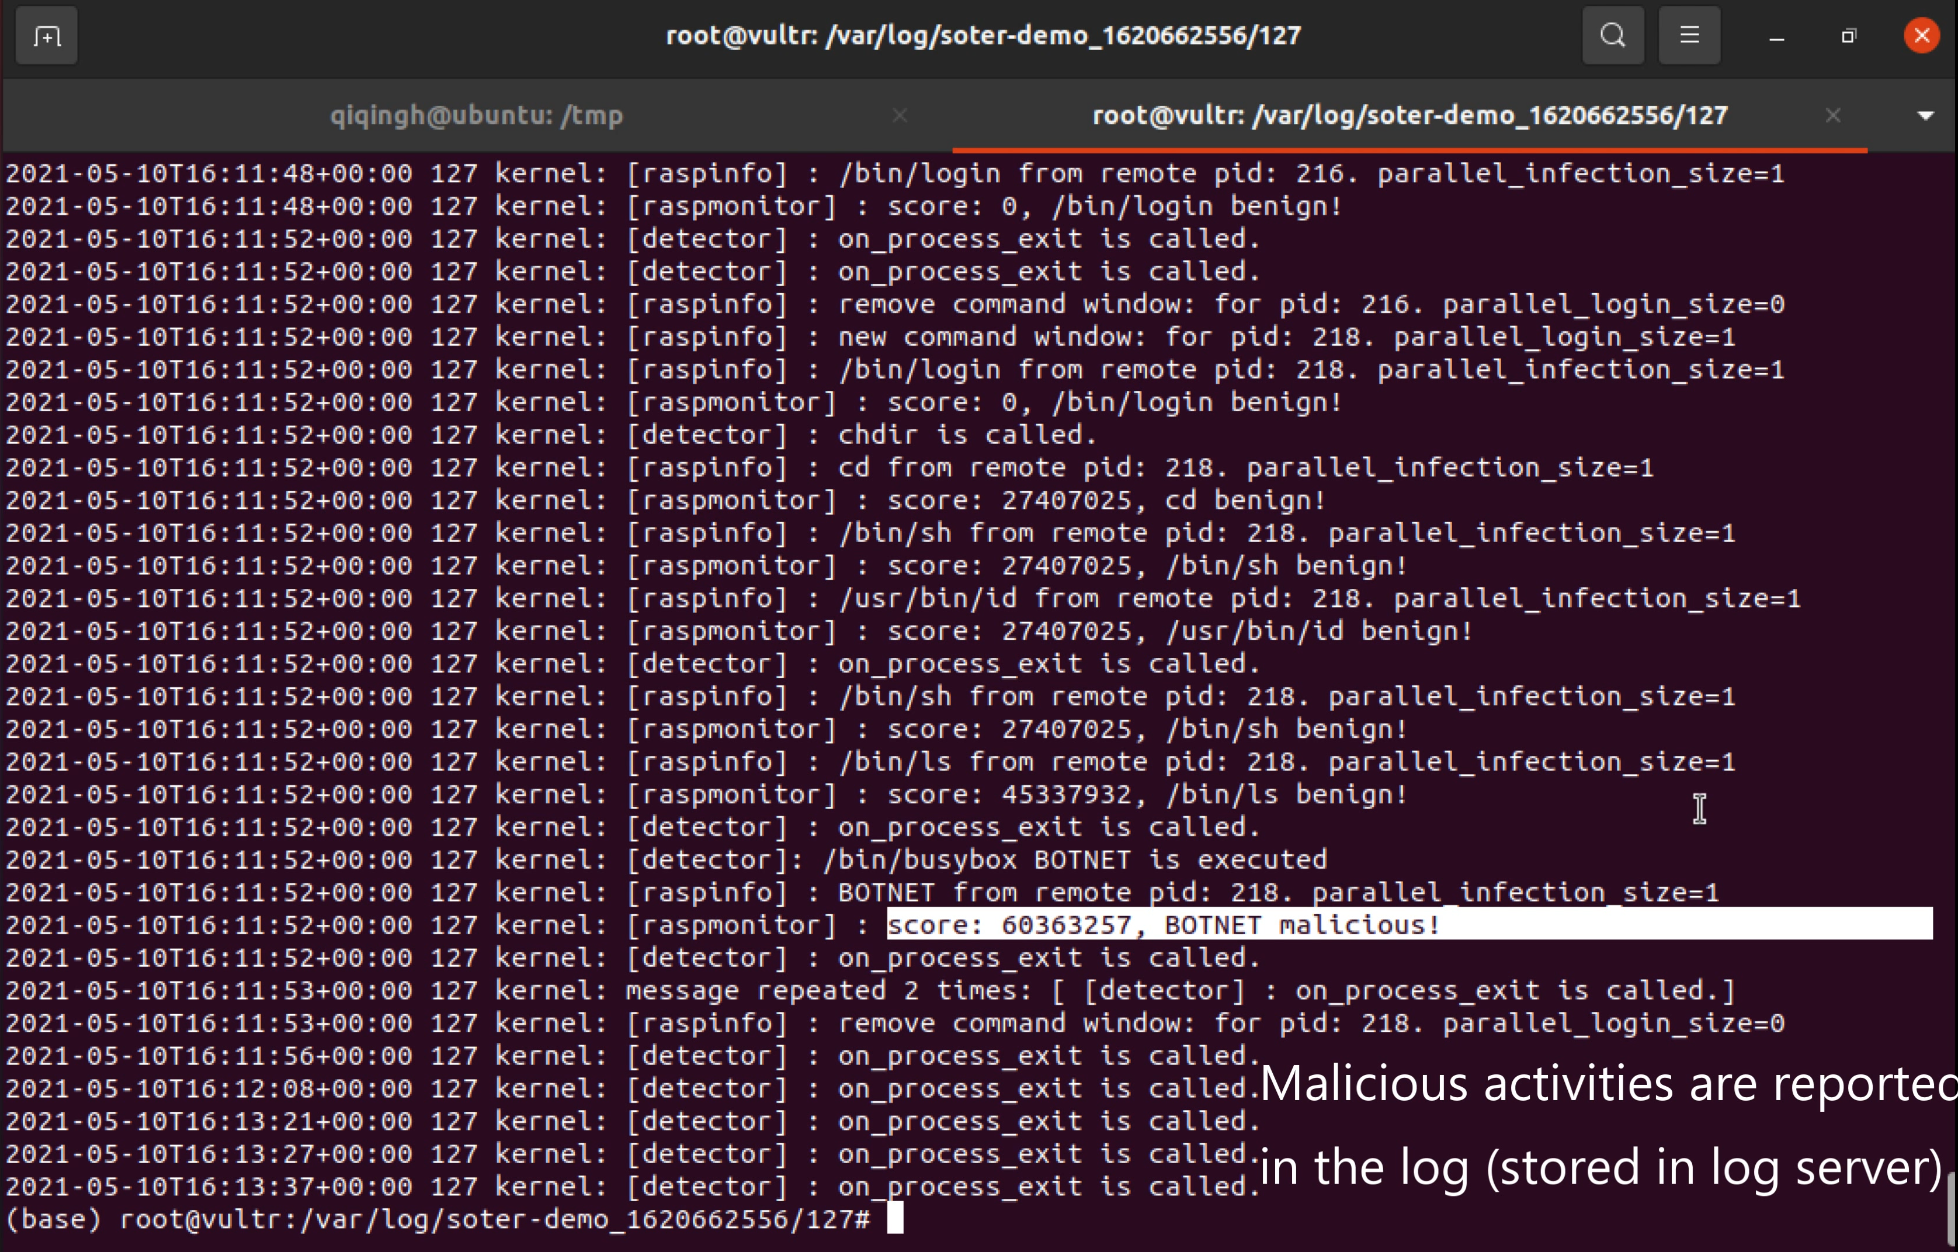 root@vultr: /var/log/soter-demo_1620662556/127
qiqingh@ubuntu: /tmp
root@vultr: /var/log/soter-demo_1620662556/127
2021-05-10T16:11:48+00:00 127 kernel: [raspinfo] : /bin/login from remote pid: 216. parallel_infection_size=1
2021-05-10T16:11:48+00:00 127 kernel: [raspmonitor] : score: 0, /bin/login benign!
2021-05-10T16:11:52+00:00 127 kernel: [detector] : on_process_exit is called.
2021-05-10T16:11:52+00:00 127 kernel: [detector] : on_process_exit is called.
2021-05-10T16:11:52+00:00 127 kernel: [raspinfo] : remove command window: for pid: 216. parallel_login_size=0
2021-05-10T16:11:52+00:00 127 kernel: [raspinfo] : new command window: for pid: 218. parallel_login_size=1
2021-05-10T16:11:52+00:00 127 kernel: [raspinfo] : /bin/login from remote pid: 218. parallel_infection_size=1
2021-05-10T16:11:52+00:00 127 kernel: [raspmonitor] : score: 0, /bin/login benign!
2021-05-10T16:11:52+00:00 127 kernel: [detector] : chdir is called.
2021-05-10T16:11:52+00:00 127 kernel: [raspinfo] : cd from remote pid: 218. parallel_infection_size=1
2021-05-10T16:11:52+00:00 127 kernel: [raspmonitor] : score: 27407025, cd benign!
2021-05-10T16:11:52+00:00 127 kernel: [raspinfo] : /bin/sh from remote pid: 218. parallel_infection_size=1
2021-05-10T16:11:52+00:00 127 kernel: [raspmonitor] : score: 27407025, /bin/sh benign!
2021-05-10T16:11:52+00:00 127 kernel: [raspinfo] : /usr/bin/id from remote pid: 218. parallel_infection_size=1
2021-05-10T16:11:52+00:00 127 kernel: [raspmonitor] : score: 27407025, /usr/bin/id benign!
2021-05-10T16:11:52+00:00 127 kernel: [detector] : on_process_exit is called.
2021-05-10T16:11:52+00:00 127 kernel: [raspinfo] : /bin/sh from remote pid: 218. parallel_infection_size=1
2021-05-10T16:11:52+00:00 127 kernel: [raspmonitor] : score: 27407025, /bin/sh benign!
2021-05-10T16:11:52+00:00 127 kernel: [raspinfo] : /bin/ls from remote pid: 218. parallel_infection_size=1
2021-05-10T16:11:52+00:00 127 kernel: [raspmonitor] : score: 45337932, /bin/ls benign!
2021-05-10T16:11:52+00:00 127 kernel: [detector] : on_process_exit is called.
2021-05-10T16:11:52+00:00 127 kernel: [detector]: /bin/busybox BOTNET is executed
2021-05-10T16:11:52+00:00 127 kernel: [raspinfo] : BOTNET from remote pid: 218. parallel_infection_size=1
2021-05-10T16:11:52+00:00 127 kernel: [raspmonitor] : score: 60363257, BOTNET malicious!
2021-05-10T16:11:52+00:00 127 kernel: [detector] : on_process_exit is called.
2021-05-10T16:11:53+00:00 127 kernel: message repeated 2 times: [ [detector] : on_process_exit is called.]
2021-05-10T16:11:53+00:00 127 kernel: [raspinfo] : remove command window: for pid: 218. parallel_login_size=0
2021-05-10T16:11:56+00:00 127 kernel: [detector] : on_process_exit is called.
2021-05-10T16:12:08+00:00 127 kernel: [detector] : on_process_exit is called.
2021-05-10T16:13:21+00:00 127 kernel: [detector] : on_process_exit is called.
2021-05-10T16:13:27+00:00 127 kernel: [detector] : on_process_exit is called.
2021-05-10T16:13:37+00:00 127 kernel: [detector] : on_process_exit is called.
(base) root@vultr:/var/log/soter-demo_1620662556/127#
Malicious activities are reported
in the log (stored in log server)